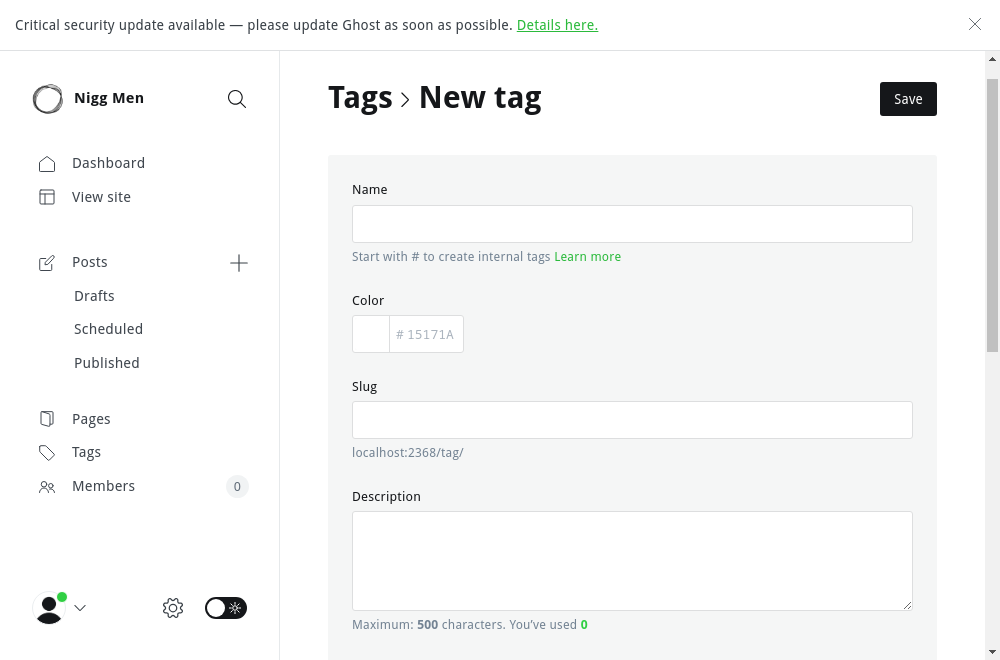 Critical security update available — please update Ghost as soon as possible. Details here.
Nigg Men
Dashboard
View site
Posts
Drafts
Scheduled
Published
Pages
Tags
Members
0
Tags > New tag
Save
Name
Start with # to create internal tags Learn more
Color
# 15171A
Slug
localhost:2368/tag/
Description
Maximum: 500 characters. You’ve used 0